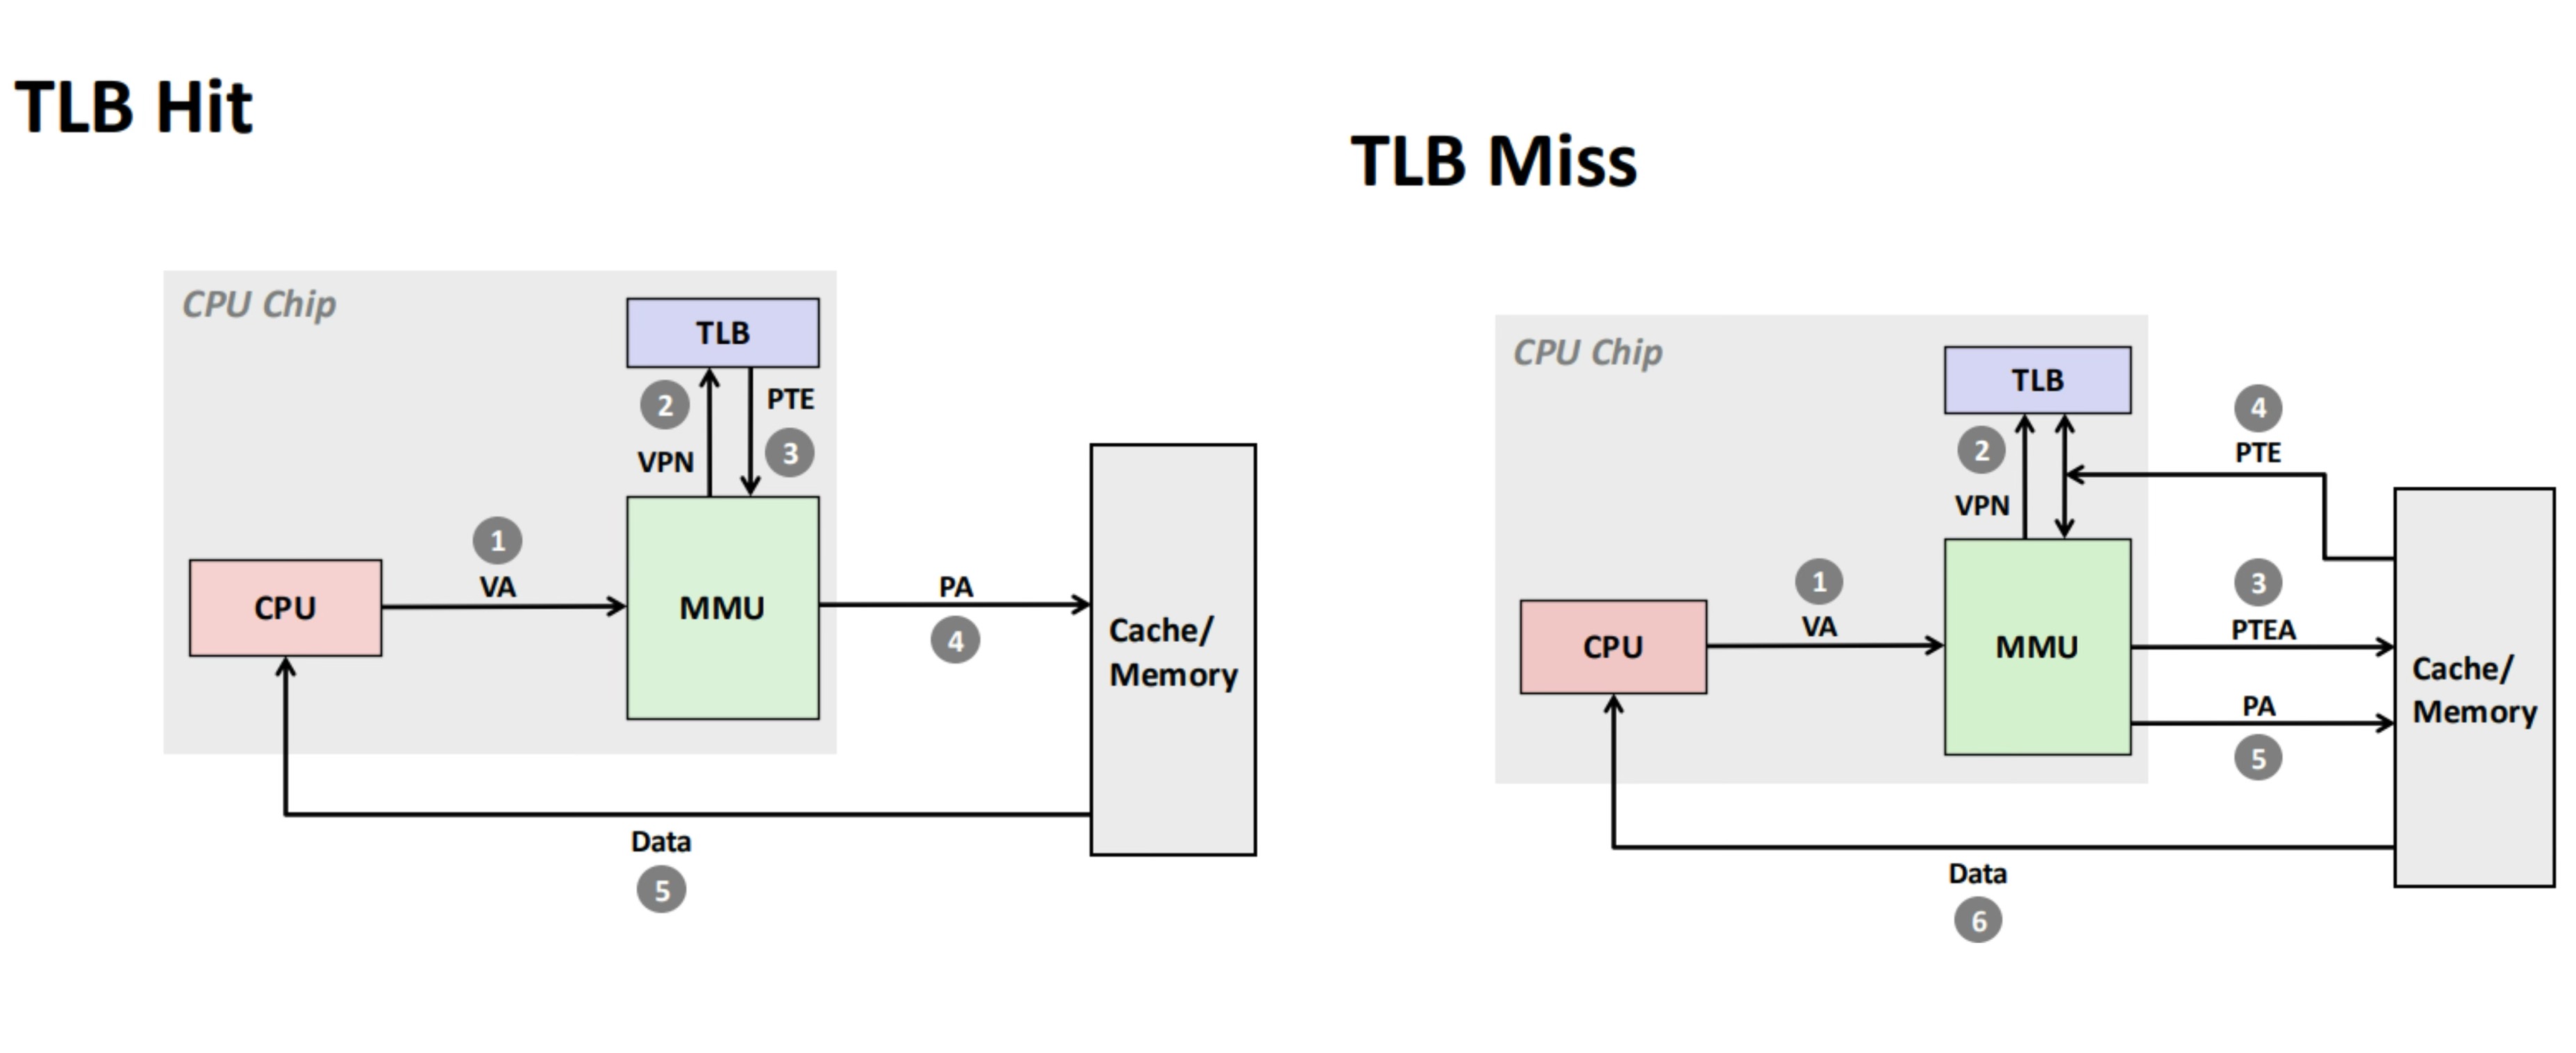 TLB Hit
CPU Chip
TLB
2
PTE
VPN
3
1
VA
CPU
MMU
PA
4
Cache/
Memory
Data
5
TLB Miss
CPU Chip
TLB
4
2
PTE
VPN
1
3
VA
PTEA
CPU
MMU
Cache/
Memory
PA
5
Data
6